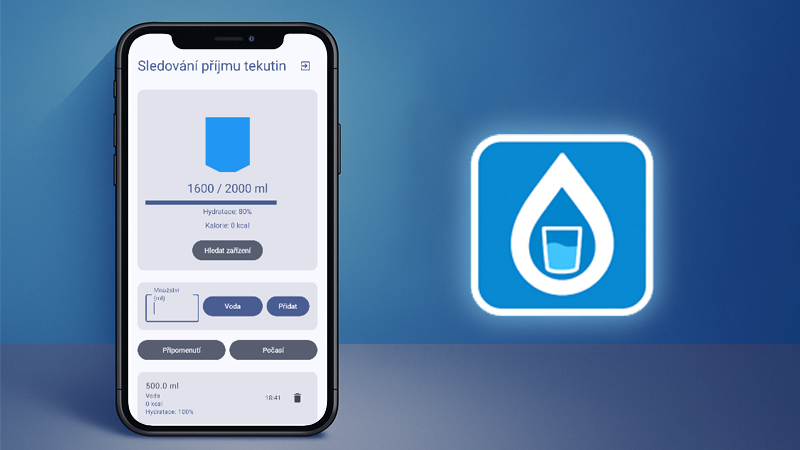 Sledování příjmu tekutin
1600 / 2000 ml
Hydratace: 80%
Kalorie: 0 kcal
Hledat zařízení
Množství
(ml)
Voda
Přidat
Připomenutí
Počasí
500.0 ml
Voda
0 kcal
Hydratace: 100%
18:41